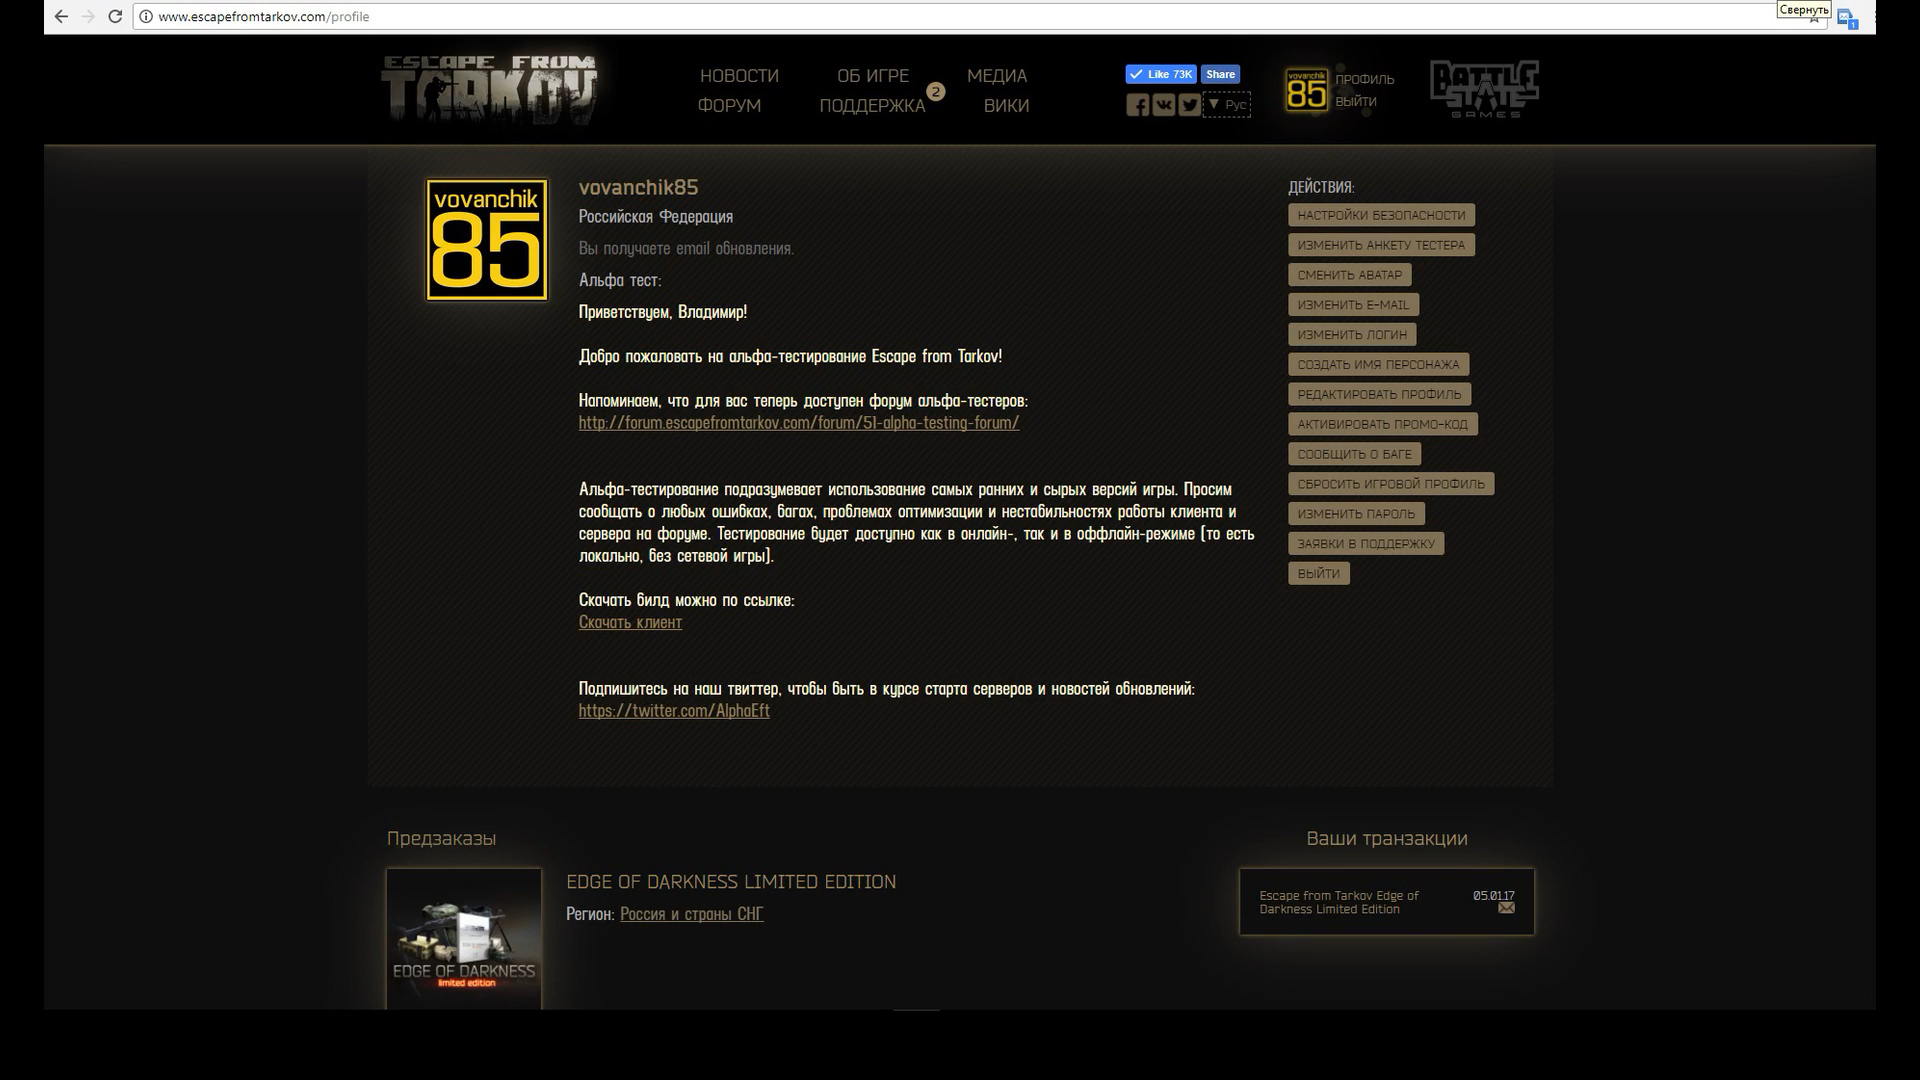 www.escapefromtarkov.com/profile
Свернуть
1
ESCAPE FROM
TARKOV
НОВОСТИ
ОБ ИГРЕ
МЕДИА
ФОРУМ
ПОДДЕРЖКА
2
ВИКИ
Like 73K
Share
▼ Рус
vovanchik
85
ПРОФИЛЬ
ВЫЙТИ
BATTLE
STATE
GAMES
vovanchik
85
vovanchik85
Российская Федерация
Вы получаете email обновления.
Альфа тест:
Приветствуем, Владимир!
Добро пожаловать на альфа-тестирование Escape from Tarkov!
Напоминаем, что для вас теперь доступен форум альфа-тестеров:
http://forum.escapefromtarkov.com/forum/51-alpha-testing-forum/
Альфа-тестирование подразумевает использование самых ранних и сырых версий игры. Просим
сообщать о любых ошибках, багах, проблемах оптимизации и нестабильностях работы клиента и
сервера на форуме. Тестирование будет доступно как в онлайн-, так и в оффлайн-режиме (то есть
локально, без сетевой игры).
Скачать билд можно по ссылке:
Скачать клиент
Подпишитесь на наш твиттер, чтобы быть в курсе старта серверов и новостей обновлений:
https://twitter.com/AlphaEft
ДЕЙСТВИЯ:
НАСТРОЙКИ БЕЗОПАСНОСТИ
ИЗМЕНИТЬ АНКЕТУ ТЕСТЕРА
СМЕНИТЬ АВАТАР
ИЗМЕНИТЬ E-MAIL
ИЗМЕНИТЬ ЛОГИН
СОЗДАТЬ ИМЯ ПЕРСОНАЖА
РЕДАКТИРОВАТЬ ПРОФИЛЬ
АКТИВИРОВАТЬ ПРОМО-КОД
СООБЩИТЬ О БАГЕ
СБРОСИТЬ ИГРОВОЙ ПРОФИЛЬ
ИЗМЕНИТЬ ПАРОЛЬ
ЗАЯВКИ В ПОДДЕРЖКУ
ВЫЙТИ
Предзаказы
EDGE OF DARKNESS
limited edition
EDGE OF DARKNESS LIMITED EDITION
Регион: Россия и страны СНГ
Ваши транзакции
Escape from Tarkov Edge of
Darkness Limited Edition
05.01.17